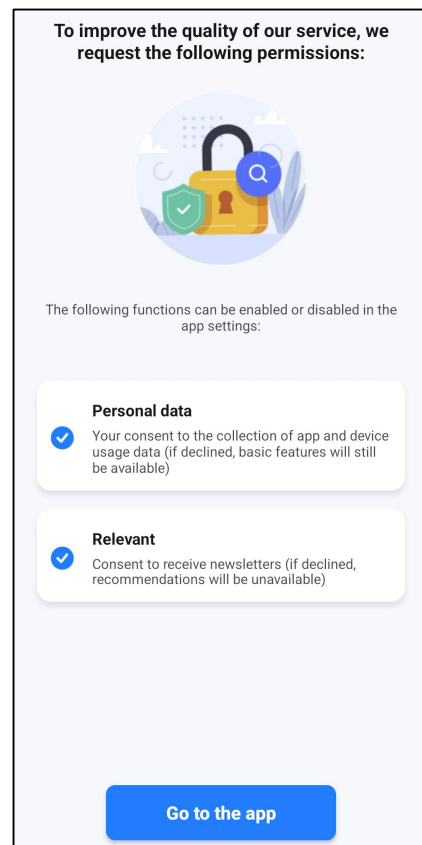 To improve the quality of our service, we
request the following permissions:
The following functions can be enabled or disabled in the
app settings:
Personal data
Your consent to the collection of app and device
usage data (if declined, basic features will still
be available)
Relevant
Consent to receive newsletters (if declined,
recommendations will be unavailable)
Go to the app